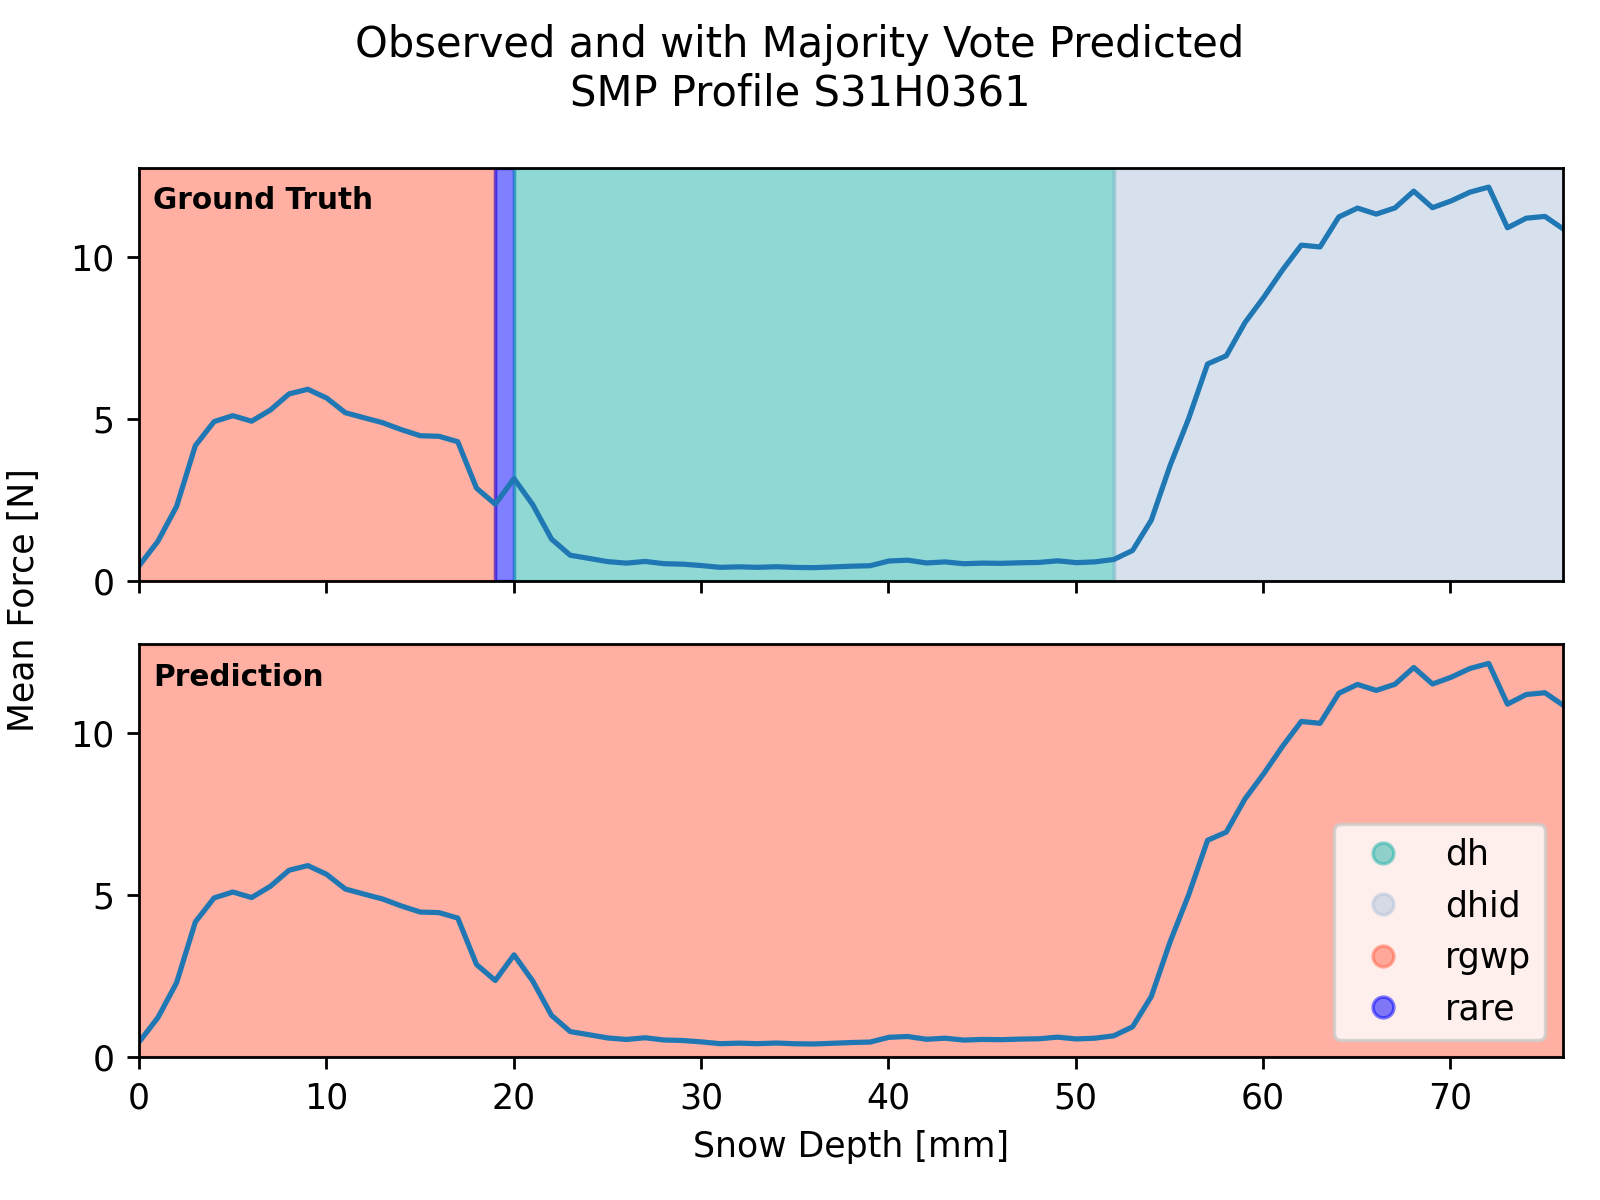 Observed and with Majority Vote Predicted
SMP Profile S31H0361
Ground Truth
10
5
0
Mean Force [N]
Prediction
10
5
0
dh
dhid
rgwp
rare
0 10 20 30 40 50 60 70
Snow Depth [mm]